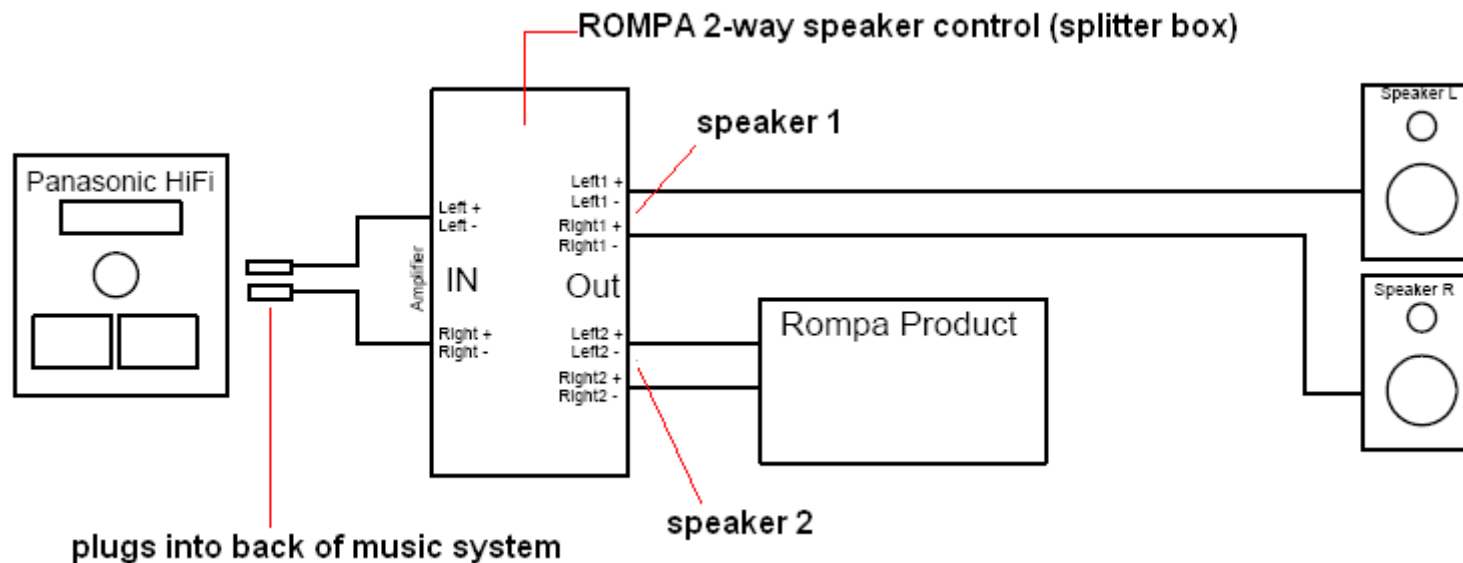 ROMPA 2-way speaker control (splitter box)
speaker 1
Speaker L
Panasonic HiFi
Left1 +
Left1 -
Left +
Left -
Right1 +
Right1 -
Amplifier
IN
Out
Speaker R
Rompa Product
Right +
Right -
Left2 +
Left2 -
Right2 +
Right2 -
speaker 2
plugs into back of music system